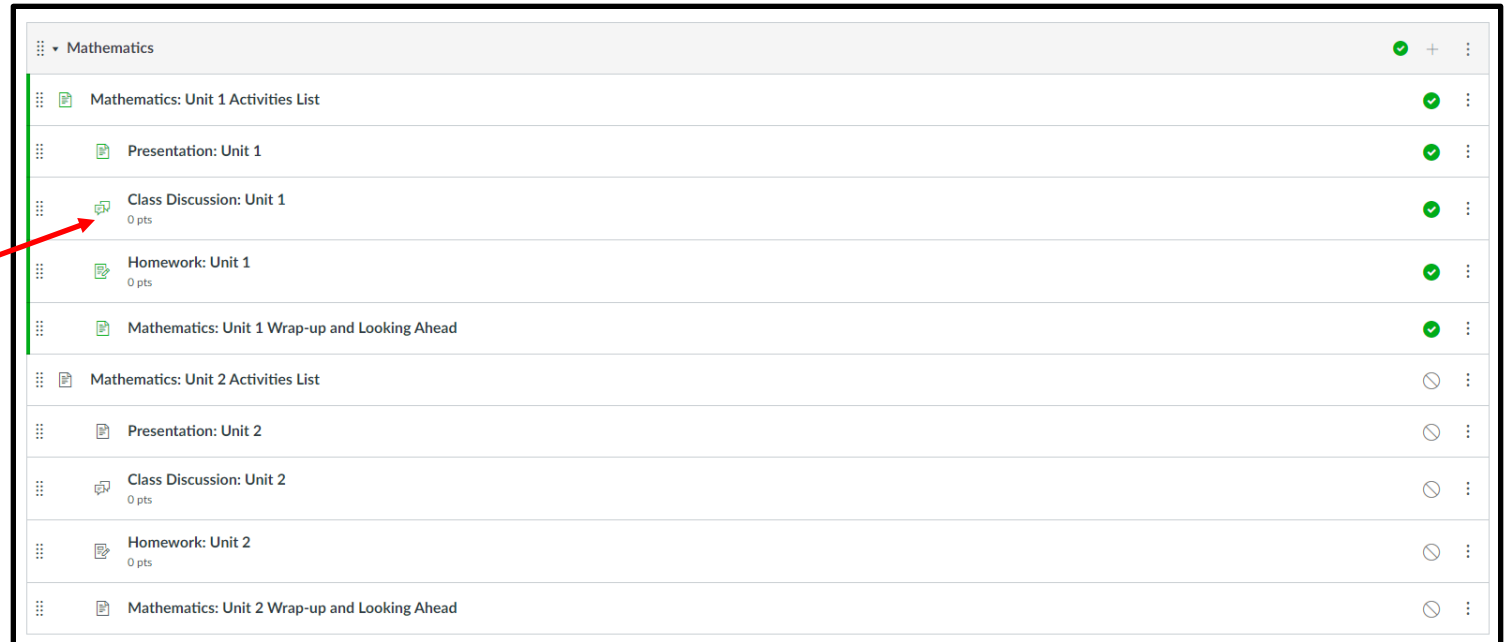 Mathematics
Mathematics: Unit 1 Activities List
Presentation: Unit 1
Class Discussion: Unit 1
0 pts
Homework: Unit 1
0 pts
Mathematics: Unit 1 Wrap-up and Looking Ahead
Mathematics: Unit 2 Activities List
Presentation: Unit 2
Class Discussion: Unit 2
0 pts
Homework: Unit 2
0 pts
Mathematics: Unit 2 Wrap-up and Looking Ahead